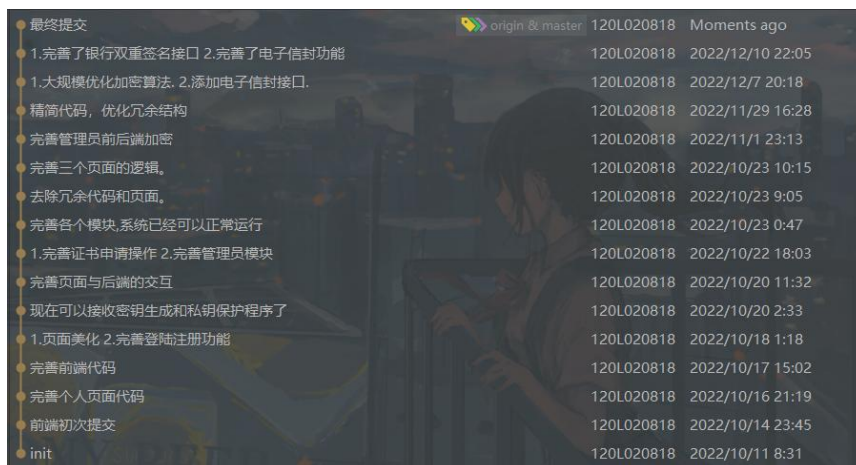 最终提交 origin & master 120L020818 Moments ago
1.完善了银行双重签名接口 2.完善了电子信封功能 120L020818 2022/12/10 22:05
1.大规模优化加密算法. 2.添加电子信封接口. 120L020818 2022/12/7 20:18
精简代码，优化冗余结构 120L020818 2022/11/29 16:28
完善管理员前后端加密 120L020818 2022/11/1 23:13
完善三个页面的逻辑。 120L020818 2022/10/23 10:15
去除冗余代码和页面。 120L020818 2022/10/23 9:05
完善各个模块,系统已经可以正常运行 120L020818 2022/10/23 0:47
1.完善证书申请操作 2.完善管理员模块 120L020818 2022/10/22 18:03
完善页面与后端的交互 120L020818 2022/10/20 11:32
现在可以接收密钥生成和私钥保护程序了 120L020818 2022/10/20 2:33
1.页面美化 2.完善登陆注册功能 120L020818 2022/10/18 1:18
完善前端代码 120L020818 2022/10/17 15:02
完善个人页面代码 120L020818 2022/10/16 21:19
前端初次提交 120L020818 2022/10/14 23:45
init 120L020818 2022/10/11 8:31